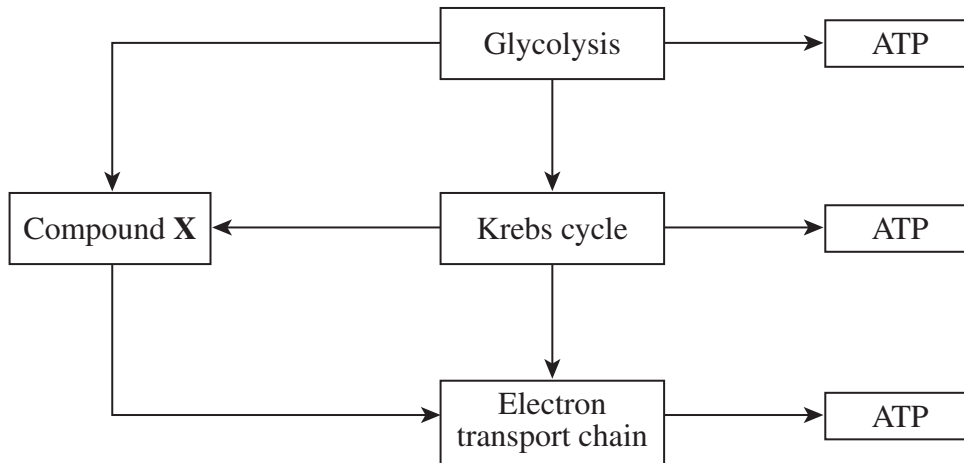 Glycolysis
ATP
Compound X
Krebs cycle
ATP
Electron
transport chain
ATP